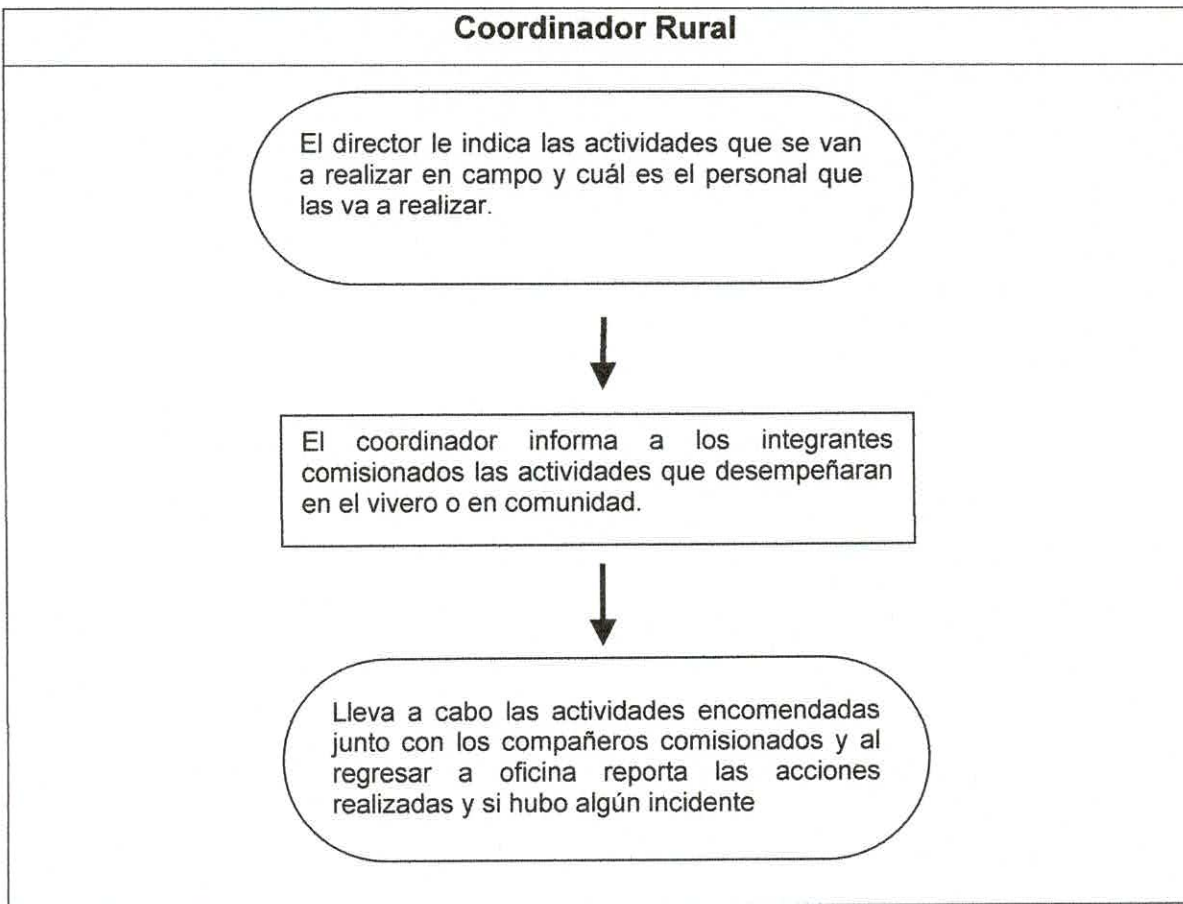 Coordinador Rural
El director le indica las actividades que se van
a realizar en campo y cuál es el personal que
las va a realizar.
El coordinador informa a los integrantes
comisionados las actividades que desempeñaran
en el vivero o en comunidad.
Lleva a cabo las actividades encomendadas
junto con los compañeros comisionados y al
regresar a oficina reporta las acciones
realizadas y si hubo algún incidente